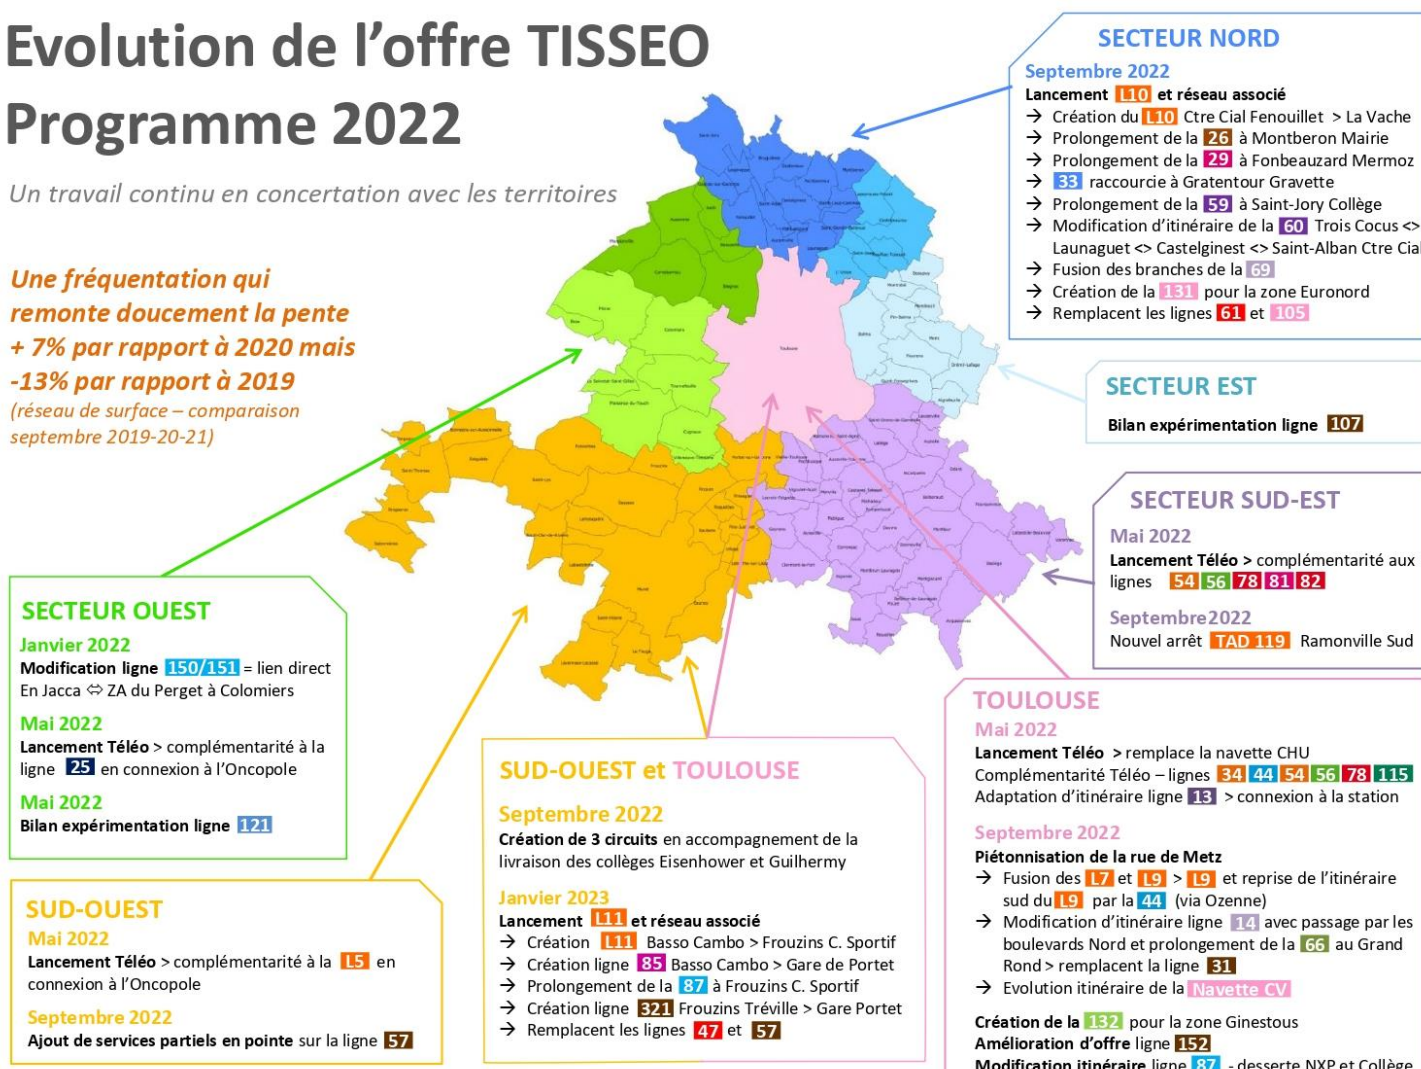 Evolution de l'offre TISSEO
Programme 2022
Un travail continu en concertation avec les territoires
Une fréquentation qui
remonte doucement la pente
+ 7% par rapport à 2020 mais
-13% par rapport à 2019
(réseau de surface – comparaison
septembre 2019-20-21)
SECTEUR NORD
Septembre 2022
Lancement L10 et réseau associé
→ Création du L10 Ctre Cial Fenouillet > La Vache
→ Prolongement de la 26 à Montberon Mairie
→ Prolongement de la 29 à Fonbeauzard Mermoz
→ 33 raccourcie à Gratentour Gravette
→ Prolongement de la 59 à Saint-Jory Collège
→ Modification d'itinéraire de la 60 Trois Cocus <>
Launaguet <> Castelginest <> Saint-Alban Ctre Cial
→ Fusion des branches de la 69
→ Création de la 131 pour la zone Euronord
→ Remplacent les lignes 61 et 105
SECTEUR EST
Bilan expérimentation ligne 107
SECTEUR SUD-EST
Mai 2022
Lancement Téléo > complémentarité aux
lignes 54 56 78 81 82
Septembre2022
Nouvel arrêt TAD 119 Ramonville Sud
SECTEUR OUEST
Janvier 2022
Modification ligne 150/151 = lien direct
En Jacca ⇔ ZA du Perget à Colomiers
Mai 2022
Lancement Téléo > complémentarité à la
ligne 25 en connexion à l'Oncopole
Mai 2022
Bilan expérimentation ligne 121
SUD-OUEST
Mai 2022
Lancement Téléo > complémentarité à la L5 en
connexion à l'Oncopole
Septembre 2022
Ajout de services partiels en pointe sur la ligne 57
SUD-OUEST et TOULOUSE
Septembre 2022
Création de 3 circuits en accompagnement de la
livraison des collèges Eisenhower et Guilhermy
Janvier 2023
Lancement L11 et réseau associé
→ Création L11 Basso Cambo > Frouzins C. Sportif
→ Création ligne 85 Basso Cambo > Gare de Portet
→ Prolongement de la 87 à Frouzins C. Sportif
→ Création ligne 321 Frouzins Tréville > Gare Portet
→ Remplacent les lignes 47 et 57
TOULOUSE
Mai 2022
Lancement Téléo > remplace la navette CHU
Complémentarité Téléo – lignes 34 44 54 56 78 115
Adaptation d'itinéraire ligne 13 > connexion à la station
Septembre 2022
Piétonnisation de la rue de Metz
→ Fusion des L7 et L9 > L9 et reprise de l'itinéraire
sud du L9 par la 44 (via Ozenne)
→ Modification d'itinéraire ligne 14 avec passage par les
boulevards Nord et prolongement de la 66 au Grand
Rond > remplacent la ligne 31
→ Evolution itinéraire de la Navette CV
Création de la 132 pour la zone Ginestous
Amélioration d'offre ligne 152
Modification itinéraire ligne 87 - desserte NXP et Collège